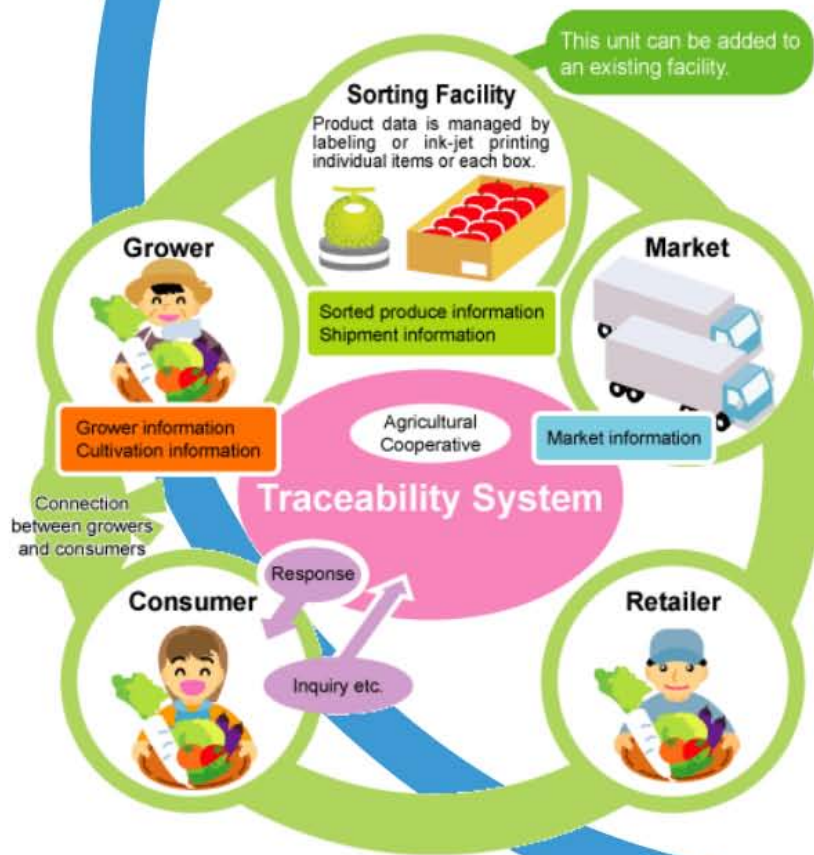 This unit can be added to
an existing facility.
Sorting Facility
Product data is managed by
labeling or ink-jet printing
individual items or each box.
Grower
Market
Sorted produce information
Shipment information
Grower information
Cultivation information
Agricultural
Cooperative
Market information
Traceability System
Connection
between growers
and consumers
Response
Consumer
Retailer
Inquiry etc.